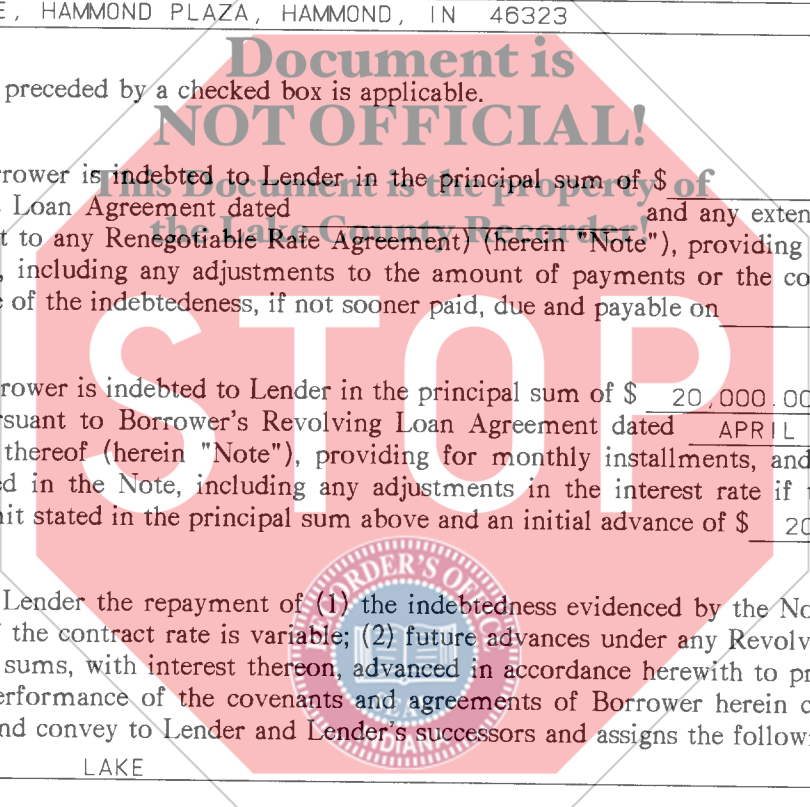 E, HAMMOND PLAZA, HAMMOND, IN 46323
Document is
preceded by a checked box is applicable.
NOT OFFICIAL!
rrower is indebted to Lender in the principal sum of $
This Document is the property of
Loan Agreement dated and any exten
the Lake County Recorder!
t to any Renegotiable Rate Agreement) (herein "Note"), providing
, including any adjustments to the amount of payments or the co
e of the indebtedeness, if not sooner paid, due and payable on
STOP
rrower is indebted to Lender in the principal sum of $ 20,000.00
rsuant to Borrower's Revolving Loan Agreement dated APRIL
thereof (herein "Note"), providing for monthly installments, and
ed in the Note, including any adjustments in the interest rate if t
nit stated in the principal sum above and an initial advance of $ 20
RECORDER'S OFFICE
Lender the repayment of (1) the indebtedness evidenced by the No
f the contract rate is variable; (2) future advances under any Revolv
sums, with interest thereon, advanced in accordance herewith to pr
SEAL
erformance of the covenants and agreements of Borrower herein c
nd convey to Lender and Lender's successors and assigns the follow
INDIANA
LAKE